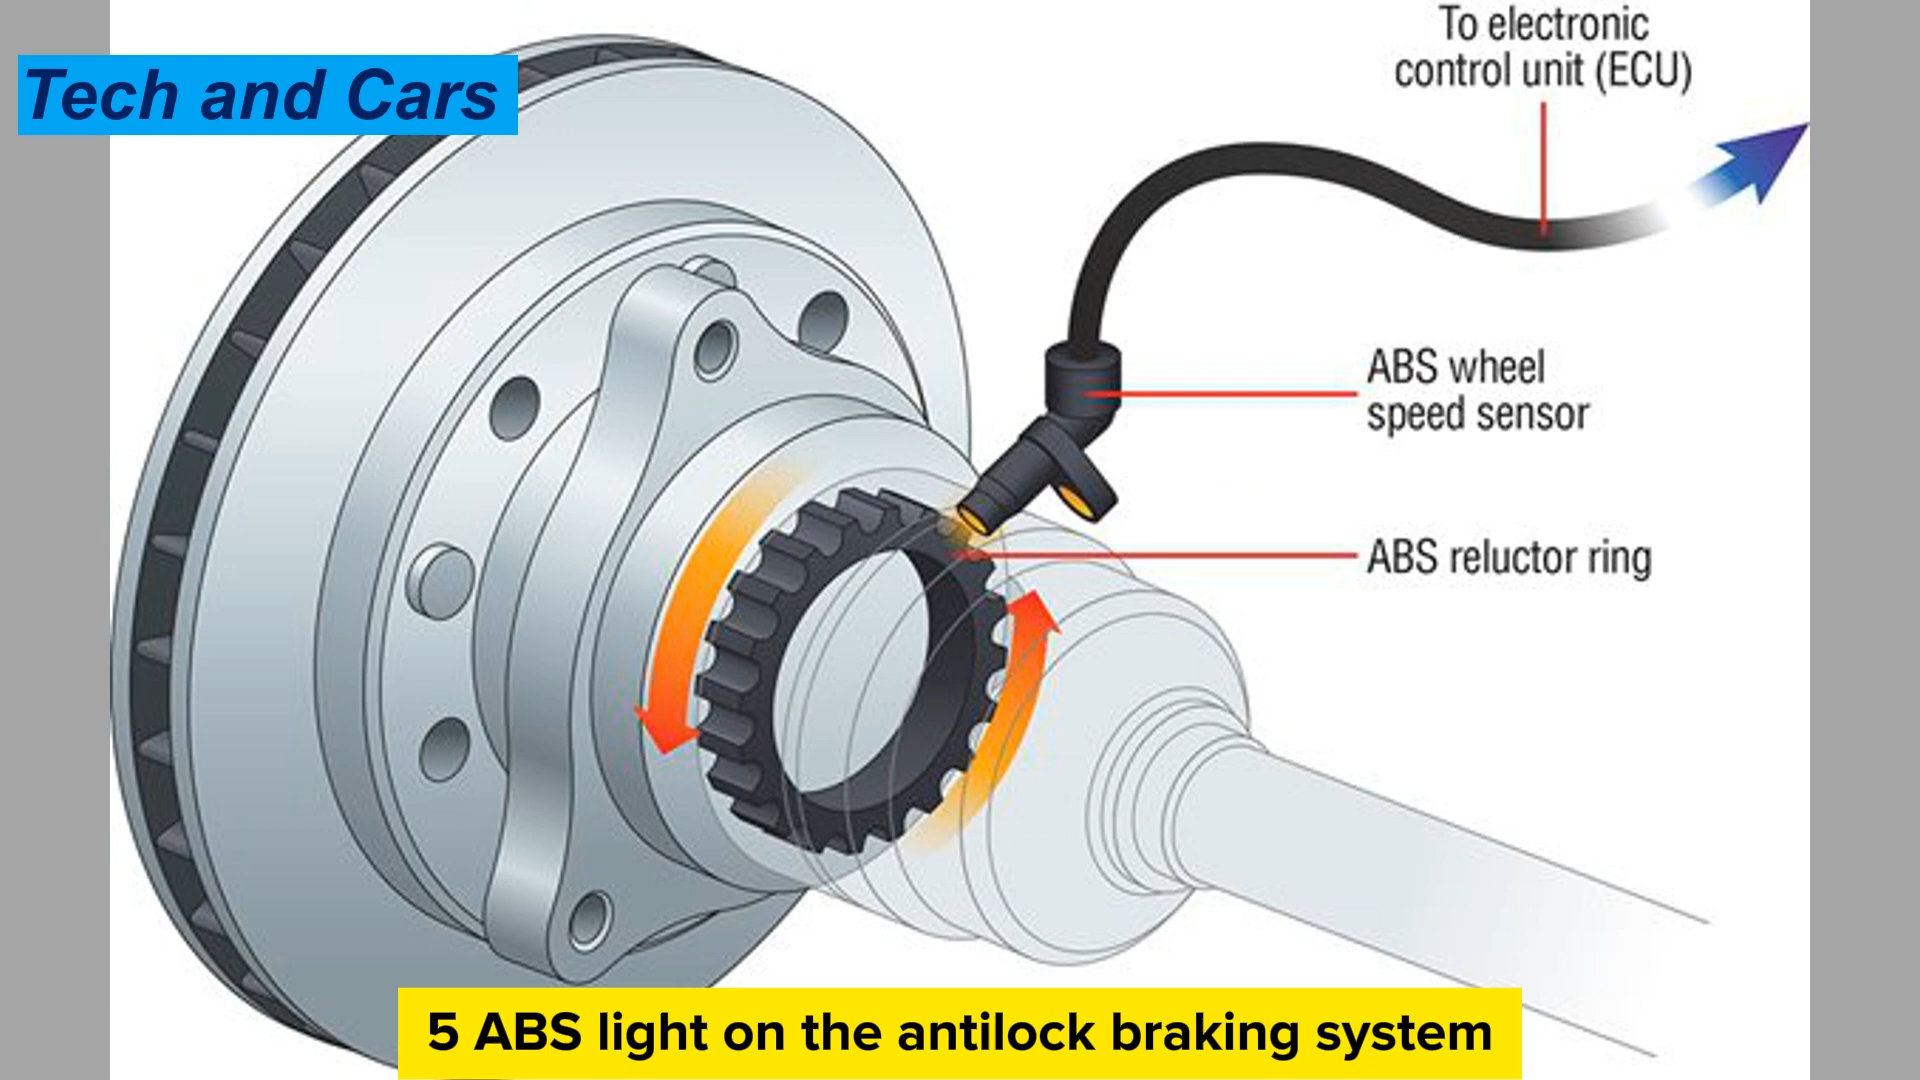 Tech and Cars
To electronic
control unit (ECU)
ABS wheel
speed sensor
ABS reluctor ring
5 ABS light on the antilock braking system